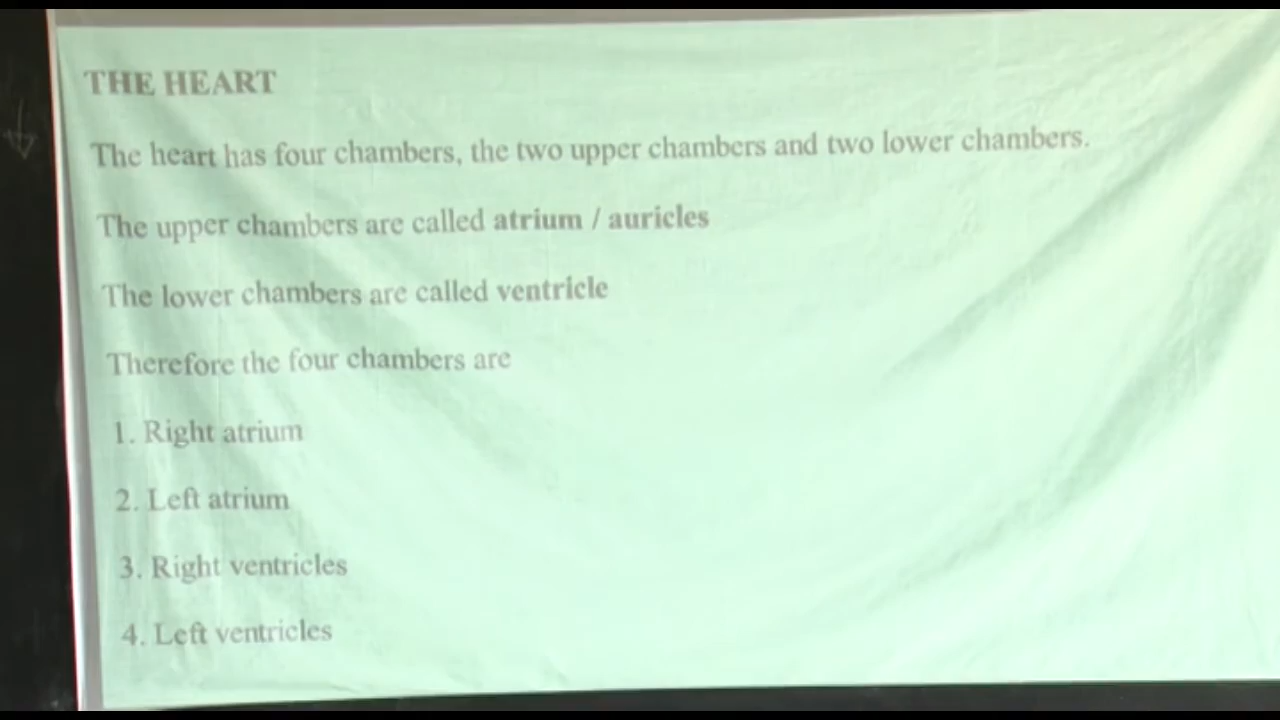 THE HEART
The heart has four chambers, the two upper chambers and two lower chambers.
The upper chambers are called atrium / auricles
The lower chambers are called ventricle
Therefore the four chambers are
1. Right atrium
2. Left atrium
3. Right ventricles
4. Left ventricles